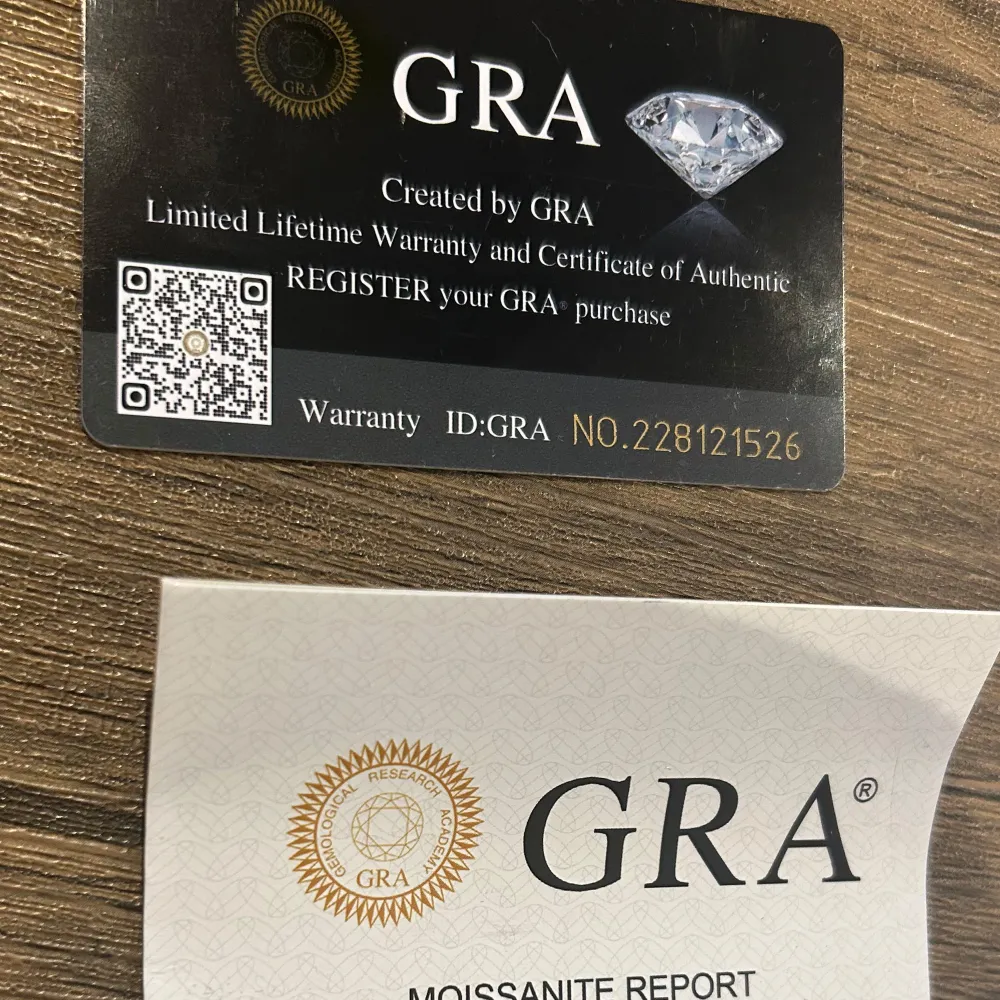 GRA
GRA
Created by GRA
Limited Lifetime Warranty and Certificate of Authentic
REGISTER your GRA® purchase
Warranty ID:GRA NO.228121526
GEMOLOGICAL RESEARCH ACADEMY
GRA
GRA®
MOISSANITE REPORT